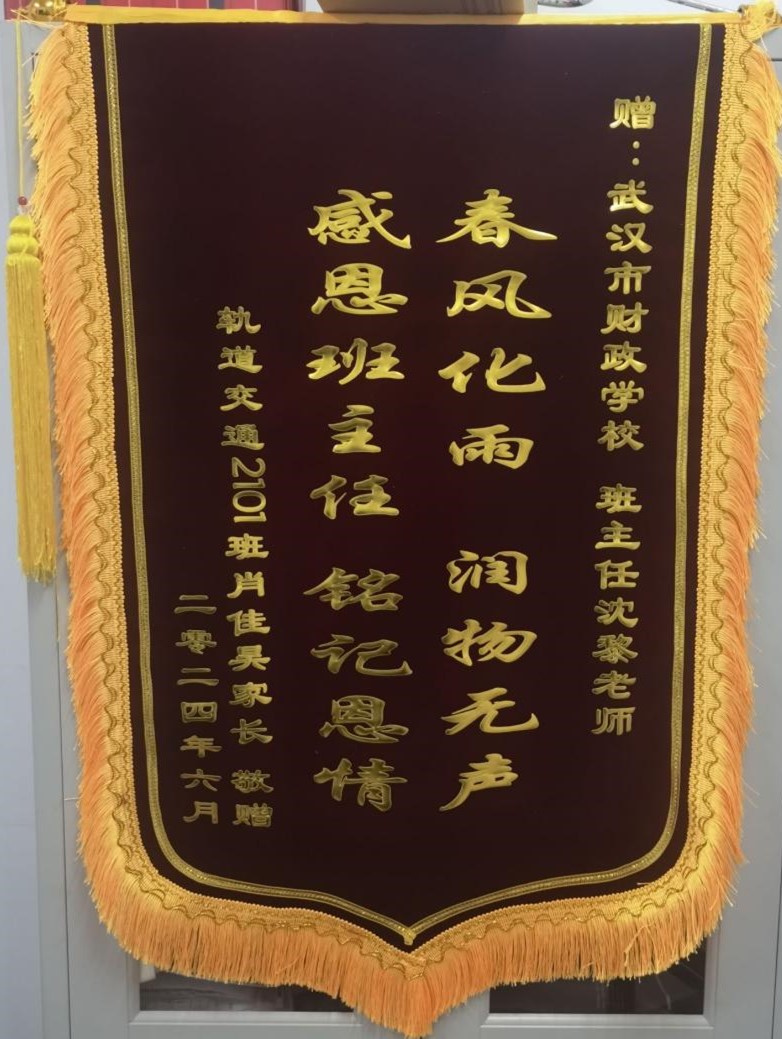 赠：武汉市财政学校 班主任沈黎老师
春风化雨 润物无声
感恩班主任 铭记恩情
轨道交通2101班肖佳昊家长 敬赠
二零二四年六月